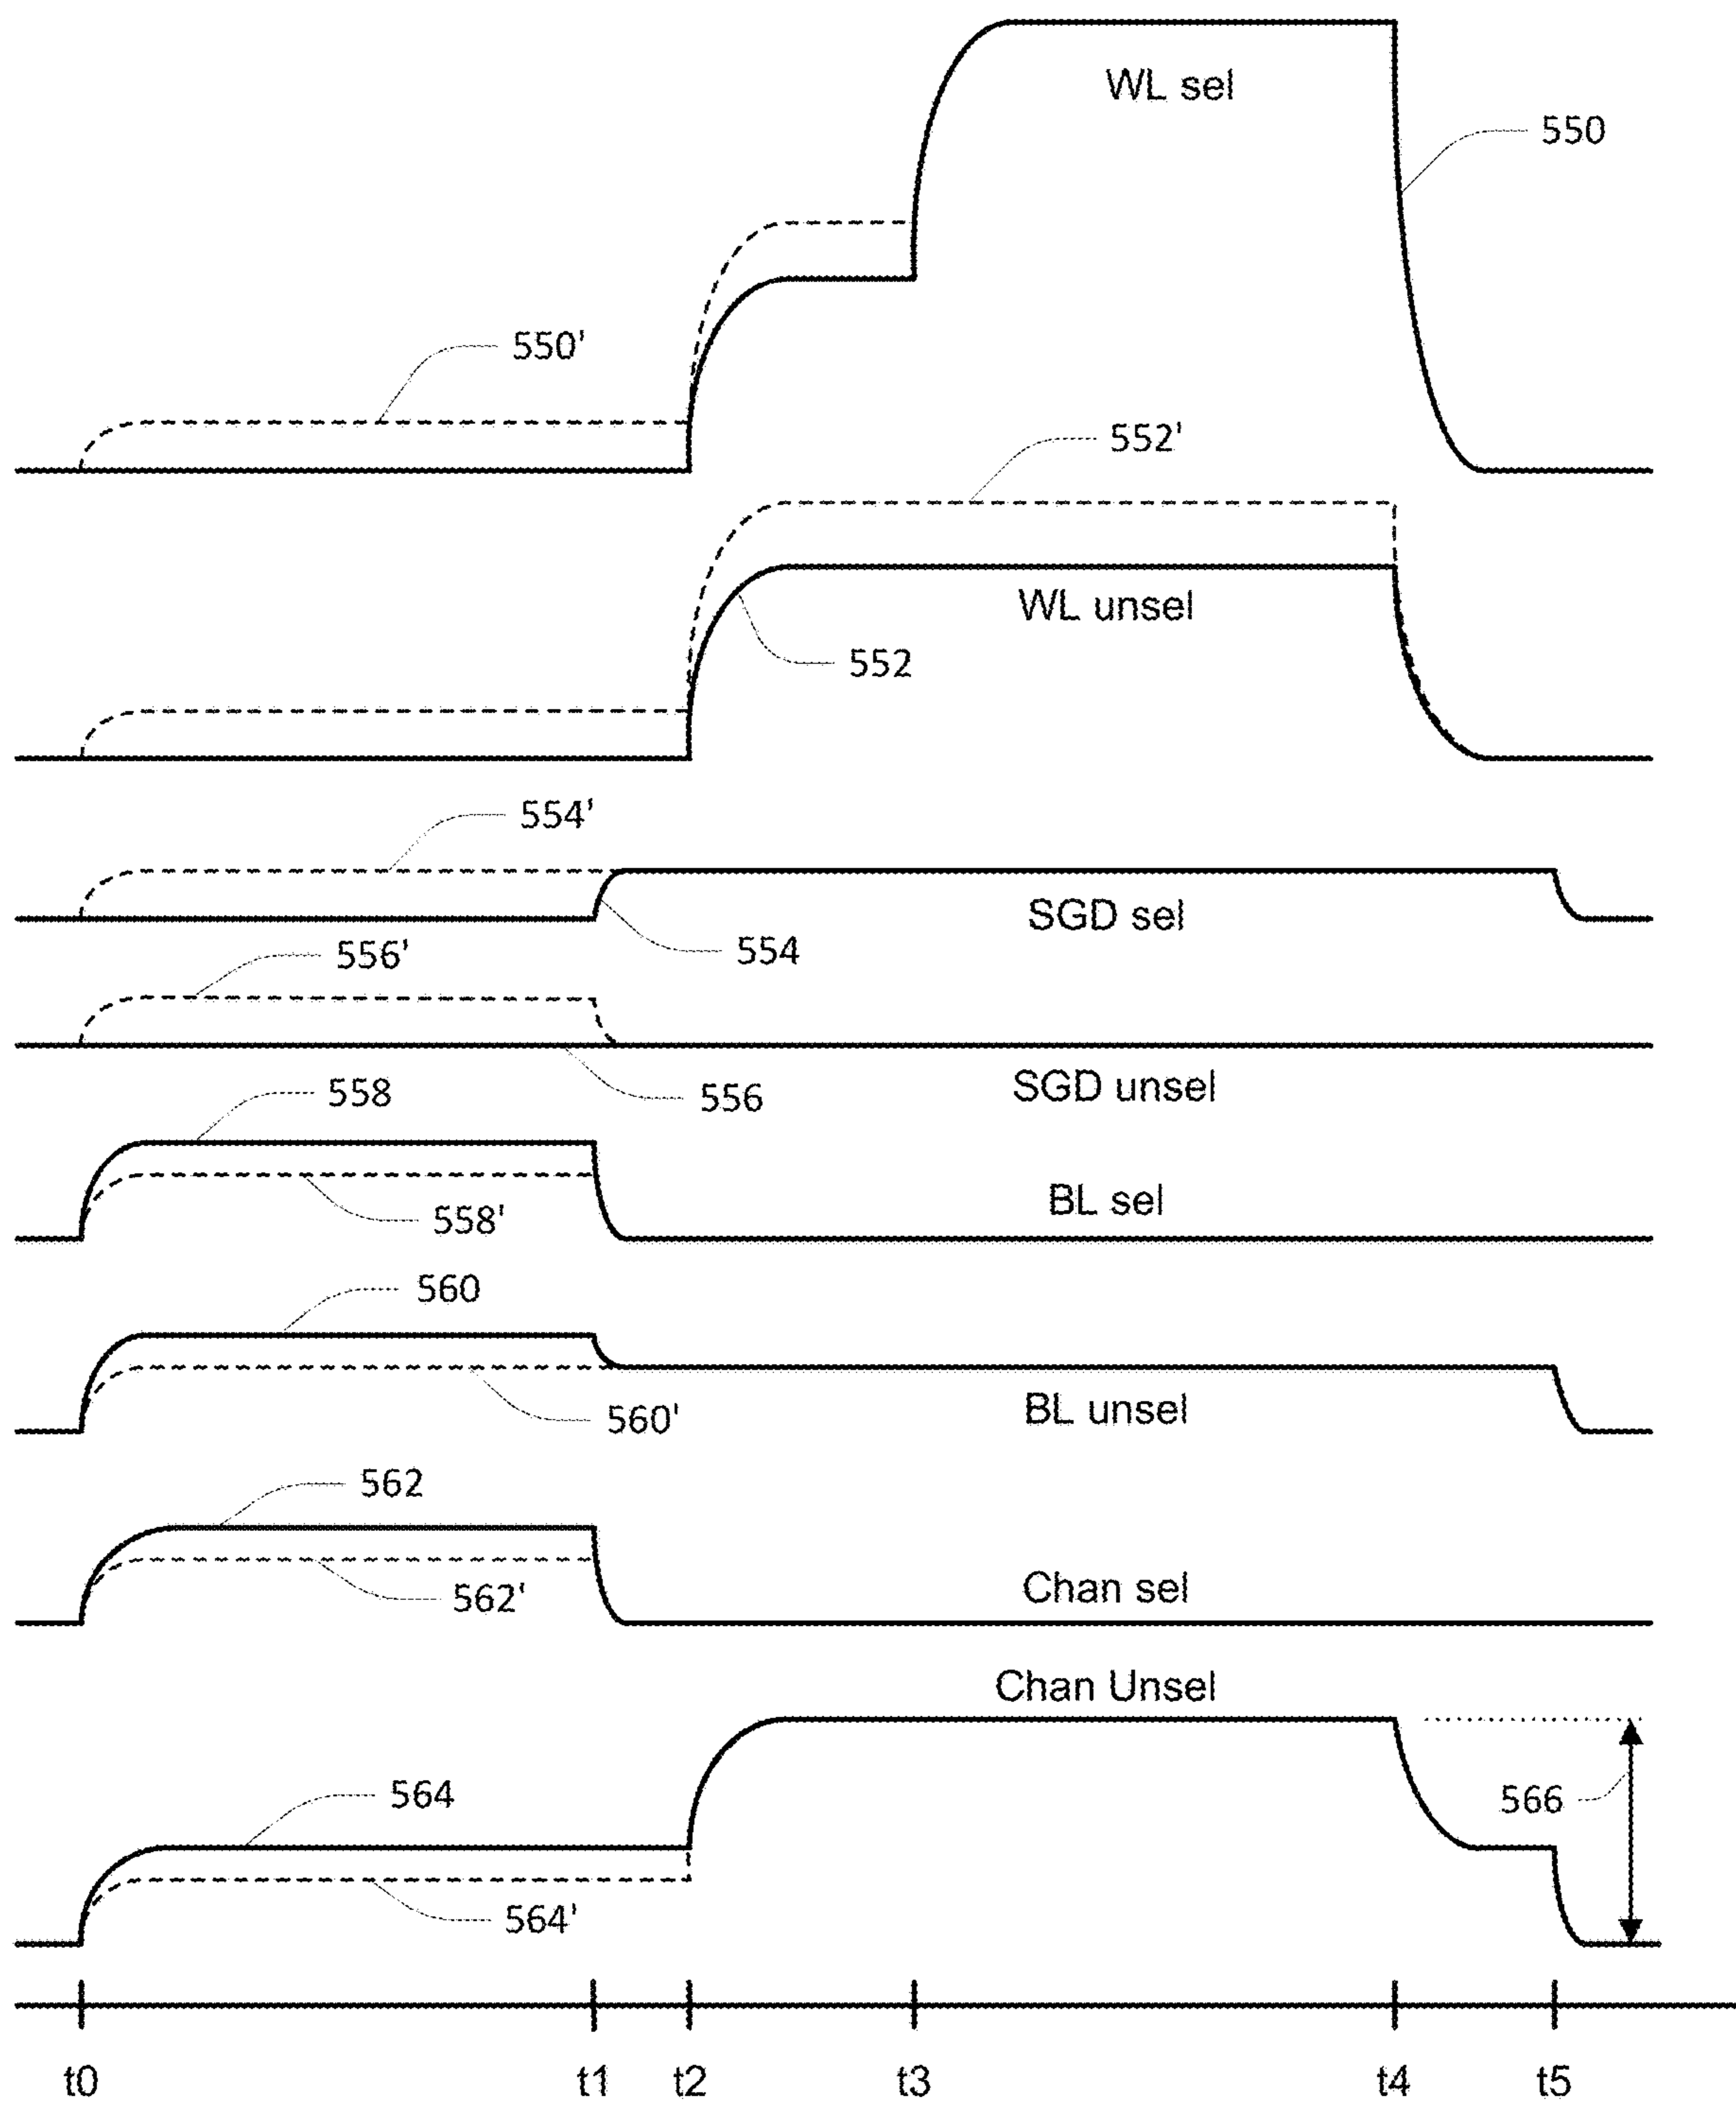 WL sel
550
550'
552'
WL unsel
552
554'
SGD sel
554
556'
SGD unsel
556
558
BL sel
558'
560
BL unsel
560'
562
Chan sel
562'
Chan Unsel
564
566
564'
t0 t1 t2 t3 t4 t5